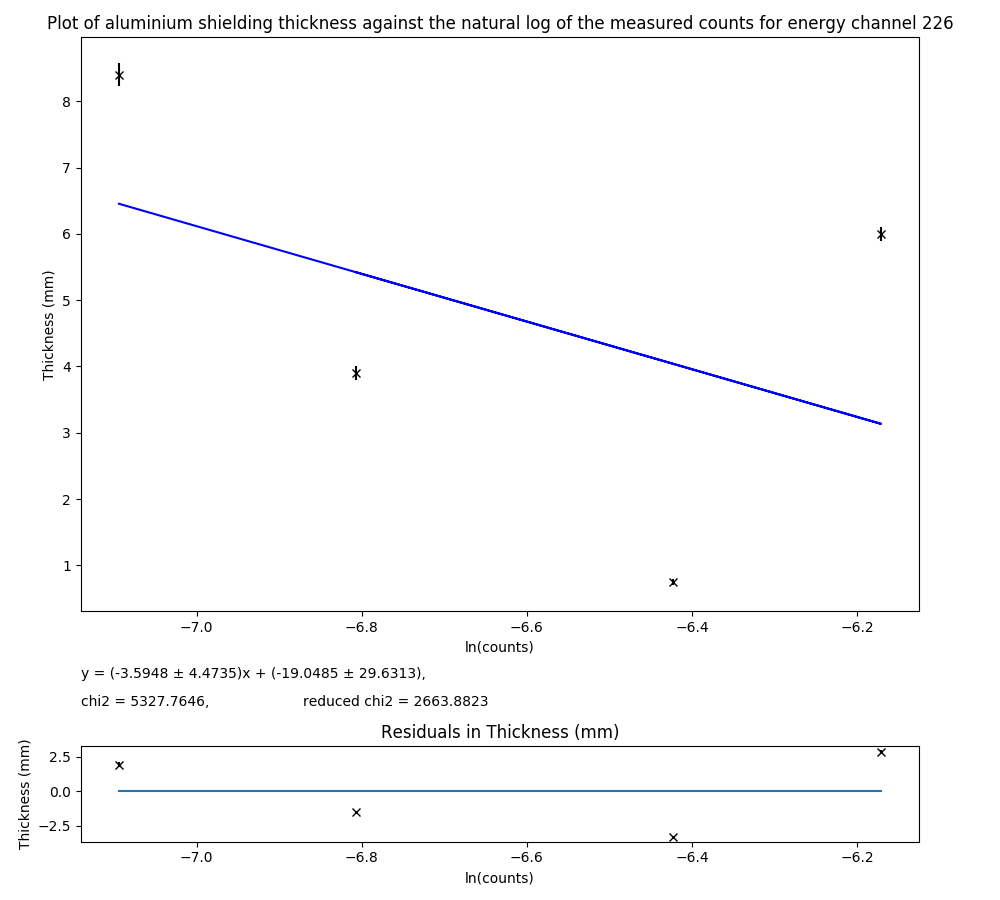 Plot of aluminium shielding thickness against the natural log of the measured counts for energy channel 226
Thickness (mm)
8
7
6
5
4
3
2
1
−7.0 −6.8 −6.6 −6.4 −6.2
ln(counts)
y = (-3.5948 ± 4.4735)x + (-19.0485 ± 29.6313),
chi2 = 5327.7646, reduced chi2 = 2663.8823
Residuals in Thickness (mm)
Thickness (mm)
2.5
0.0
−2.5
−7.0 −6.8 −6.6 −6.4 −6.2
ln(counts)